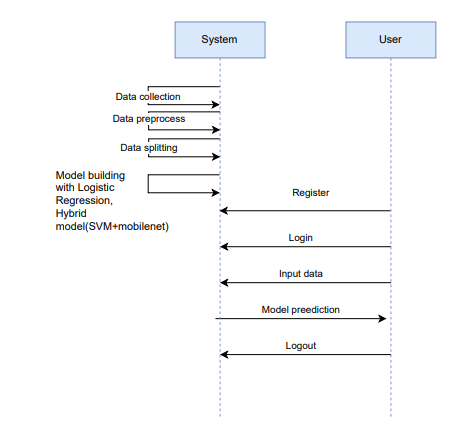 System
User
Data collection
Data preprocess
Data splitting
Model building
with Logistic
Regression,
Hybrid
model(SVM+mobilenet)
Register
Login
Input data
Model preediction
Logout